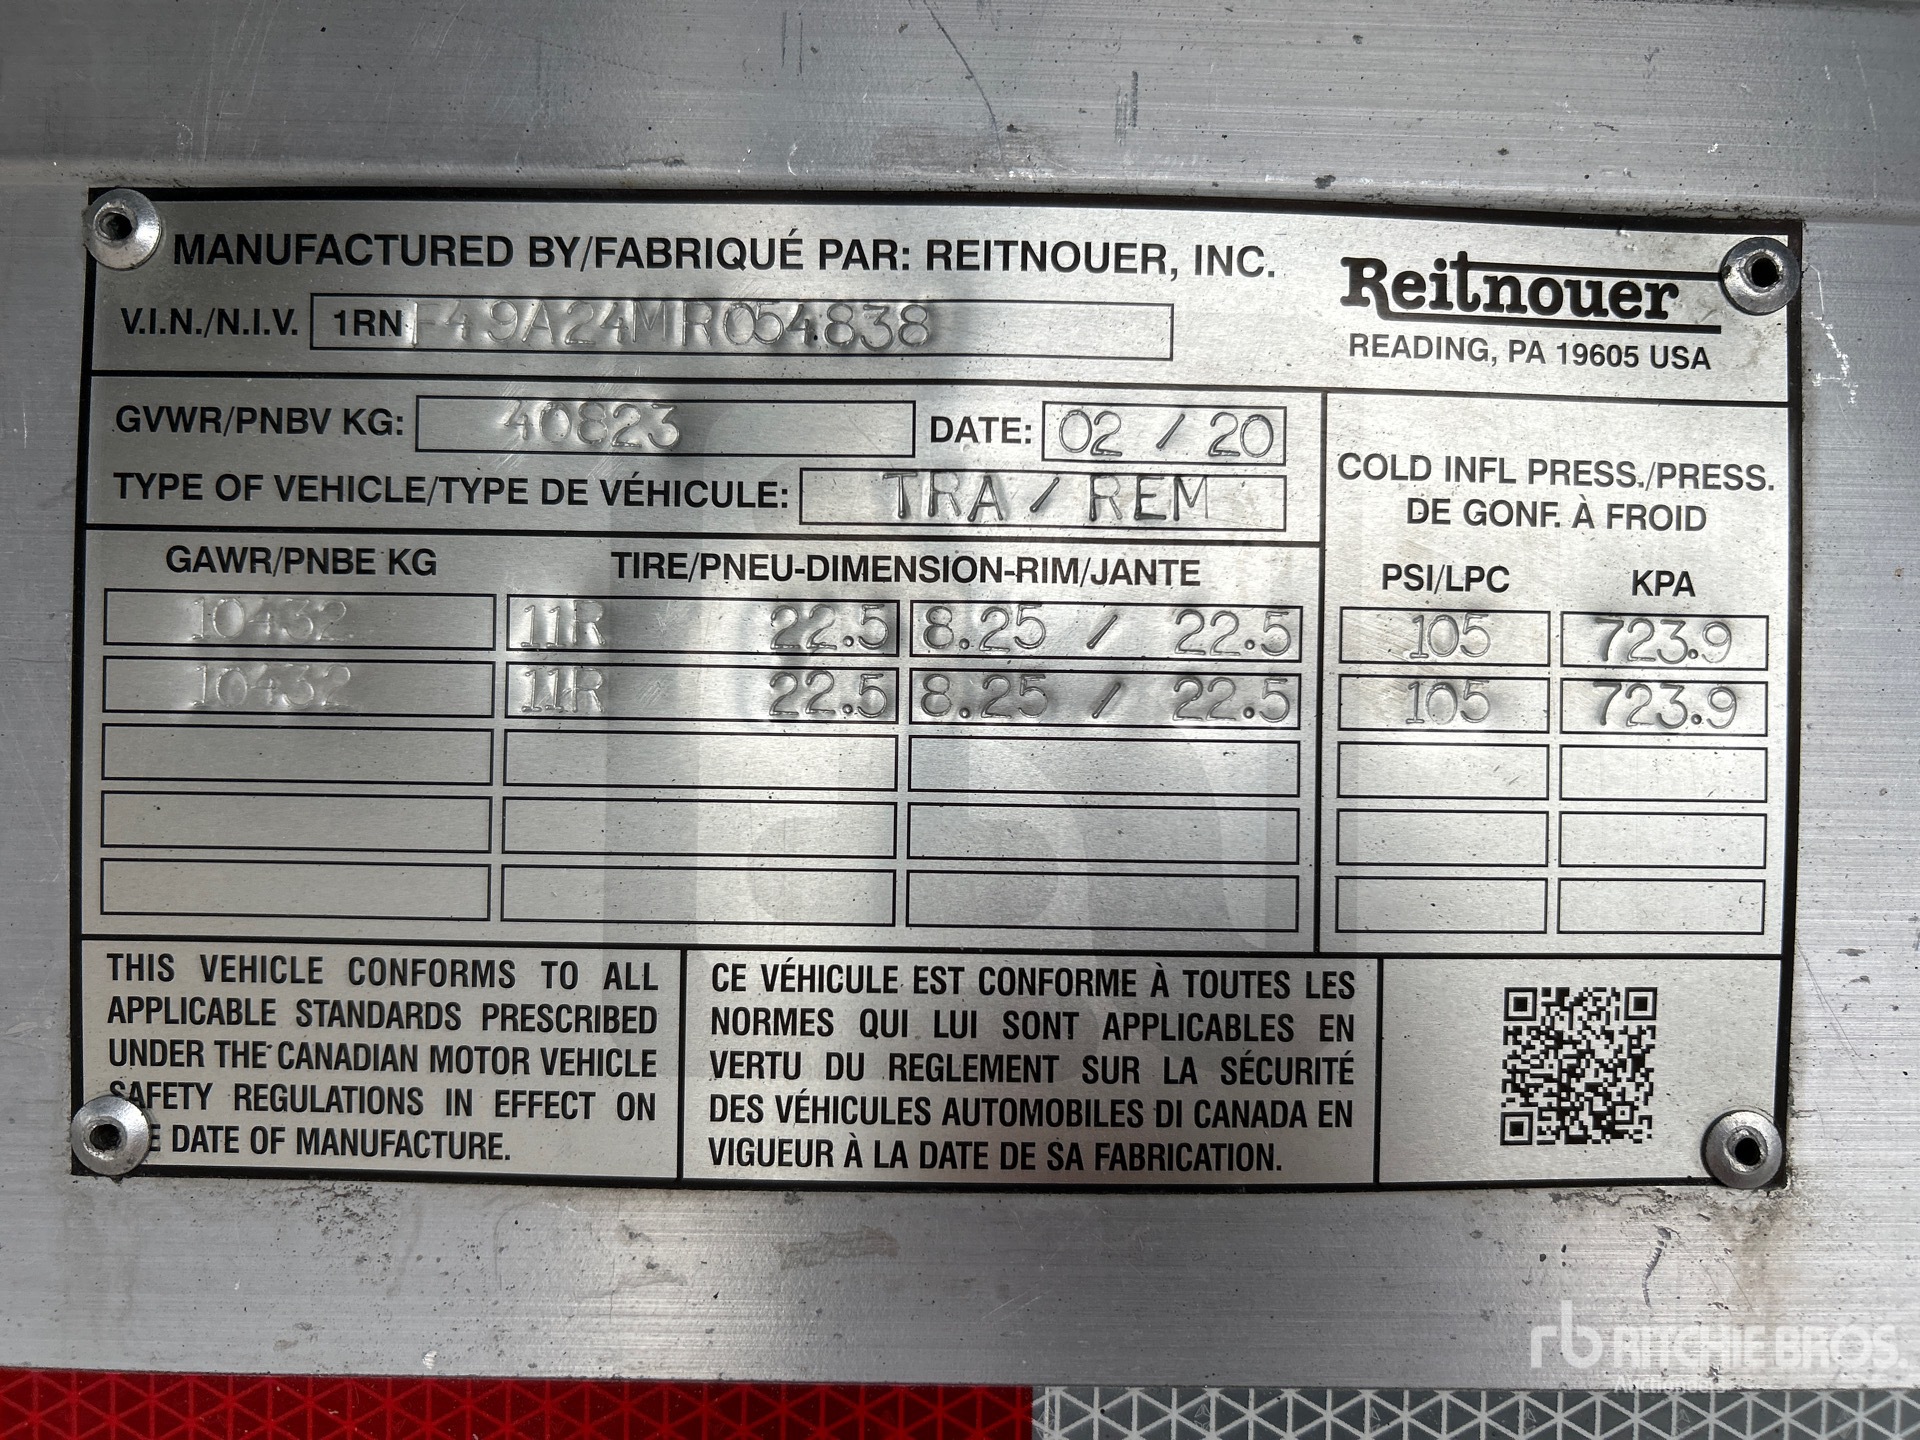 MANUFACTURED BY/FABRIQUÉ PAR: REITNOUER, INC.
Reitnouer
READING, PA 19605 USA
V.I.N./N.I.V. 1RNF49A24MR054838
GVWR/PNBV KG: 40823 DATE: 02 / 20
TYPE OF VEHICLE/TYPE DE VÉHICULE: TRA / REM
COLD INFL PRESS./PRESS.
DE GONF. À FROID
GAWR/PNBE KG TIRE/PNEU-DIMENSION-RIM/JANTE PSI/LPC KPA
10432 11R 22.5 8.25 / 22.5 105 723.9
10432 11R 22.5 8.25 / 22.5 105 723.9
THIS VEHICLE CONFORMS TO ALL
APPLICABLE STANDARDS PRESCRIBED
UNDER THE CANADIAN MOTOR VEHICLE
SAFETY REGULATIONS IN EFFECT ON
E DATE OF MANUFACTURE.
CE VÉHICULE EST CONFORME À TOUTES LES
NORMES QUI LUI SONT APPLICABLES EN
VERTU DU REGLEMENT SUR LA SÉCURITÉ
DES VÉHICULES AUTOMOBILES DI CANADA EN
VIGUEUR À LA DATE DE SA FABRICATION.
rb RITCHIE BROS.
Auctioneers